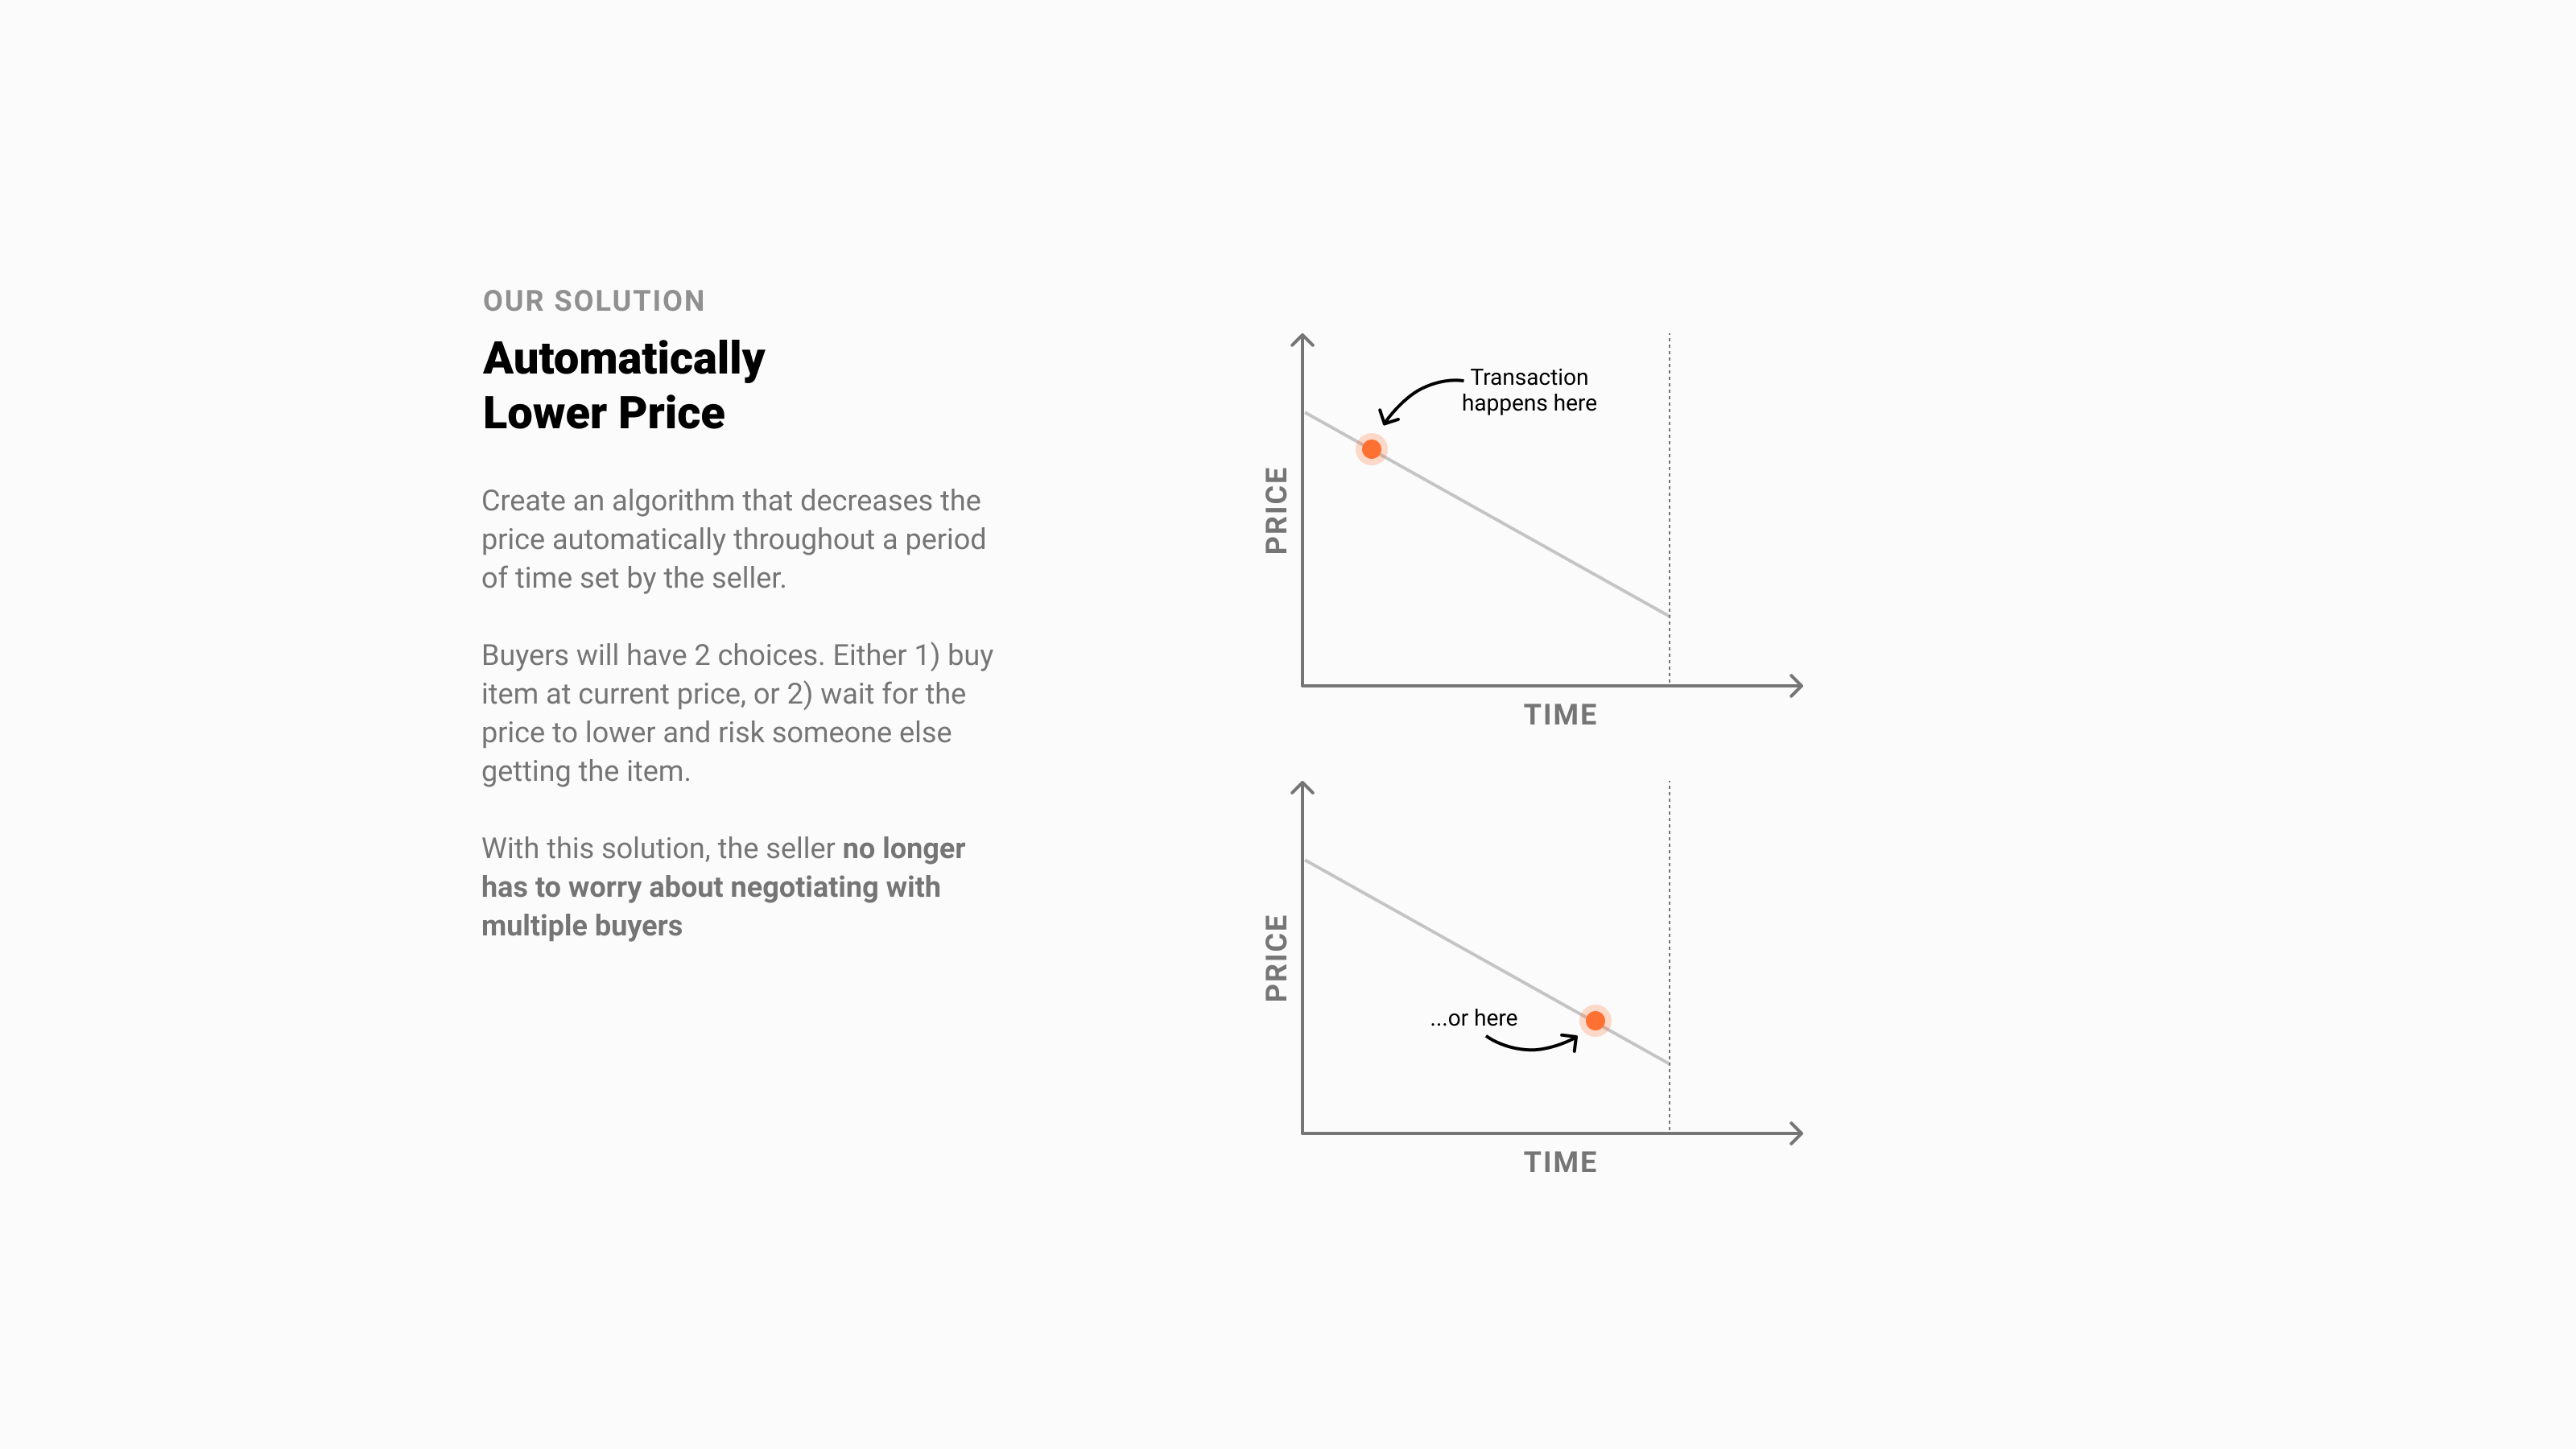 OUR SOLUTION
Automatically
Lower Price
Create an algorithm that decreases the
price automatically throughout a period
of time set by the seller.
Buyers will have 2 choices. Either 1) buy
item at current price, or 2) wait for the
price to lower and risk someone else
getting the item.
With this solution, the seller no longer
has to worry about negotiating with
multiple buyers
Transaction
happens here
PRICE
TIME
...or here
PRICE
TIME